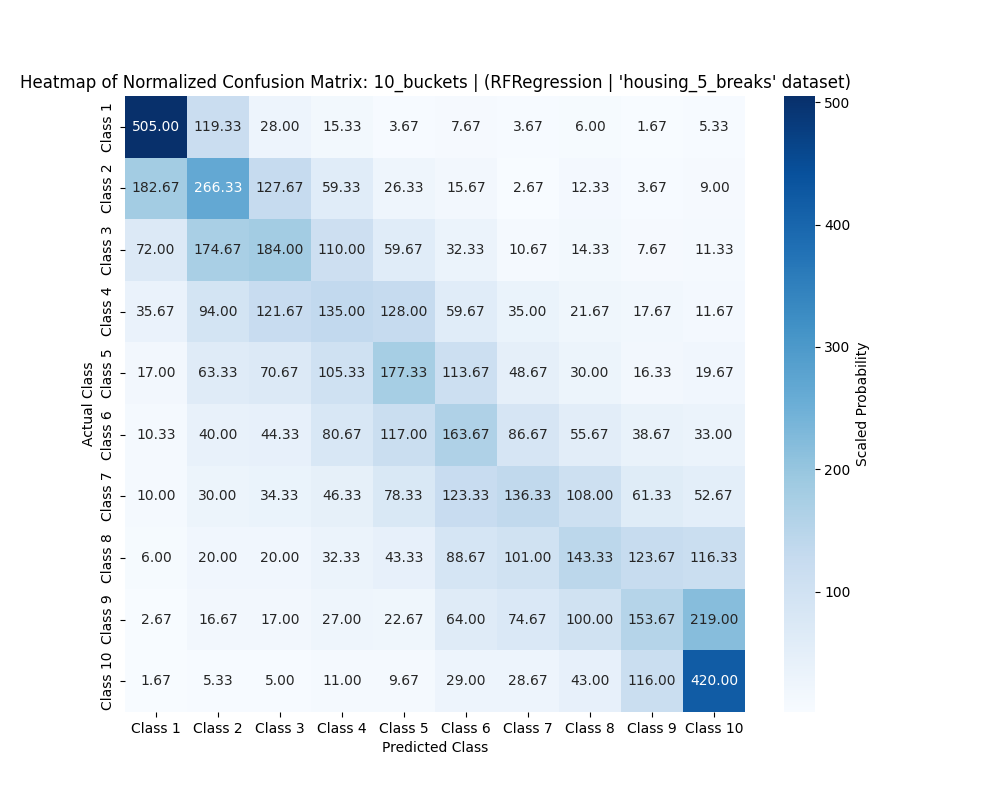 Heatmap of Normalized Confusion Matrix: 10_buckets | (RFRegression | 'housing_5_breaks' dataset)
Class 1 505.00 119.33 28.00 15.33 3.67 7.67 3.67 6.00 1.67 5.33
Class 2 182.67 266.33 127.67 59.33 26.33 15.67 2.67 12.33 3.67 9.00
Class 3 72.00 174.67 184.00 110.00 59.67 32.33 10.67 14.33 7.67 11.33
Class 4 35.67 94.00 121.67 135.00 128.00 59.67 35.00 21.67 17.67 11.67
Class 5 17.00 63.33 70.67 105.33 177.33 113.67 48.67 30.00 16.33 19.67
Class 6 10.33 40.00 44.33 80.67 117.00 163.67 86.67 55.67 38.67 33.00
Class 7 10.00 30.00 34.33 46.33 78.33 123.33 136.33 108.00 61.33 52.67
Class 8 6.00 20.00 20.00 32.33 43.33 88.67 101.00 143.33 123.67 116.33
Class 9 2.67 16.67 17.00 27.00 22.67 64.00 74.67 100.00 153.67 219.00
Class 10 1.67 5.33 5.00 11.00 9.67 29.00 28.67 43.00 116.00 420.00
Class 1 Class 2 Class 3 Class 4 Class 5 Class 6 Class 7 Class 8 Class 9 Class 10
Predicted Class
Actual Class
500
400
300
200
100
Scaled Probability